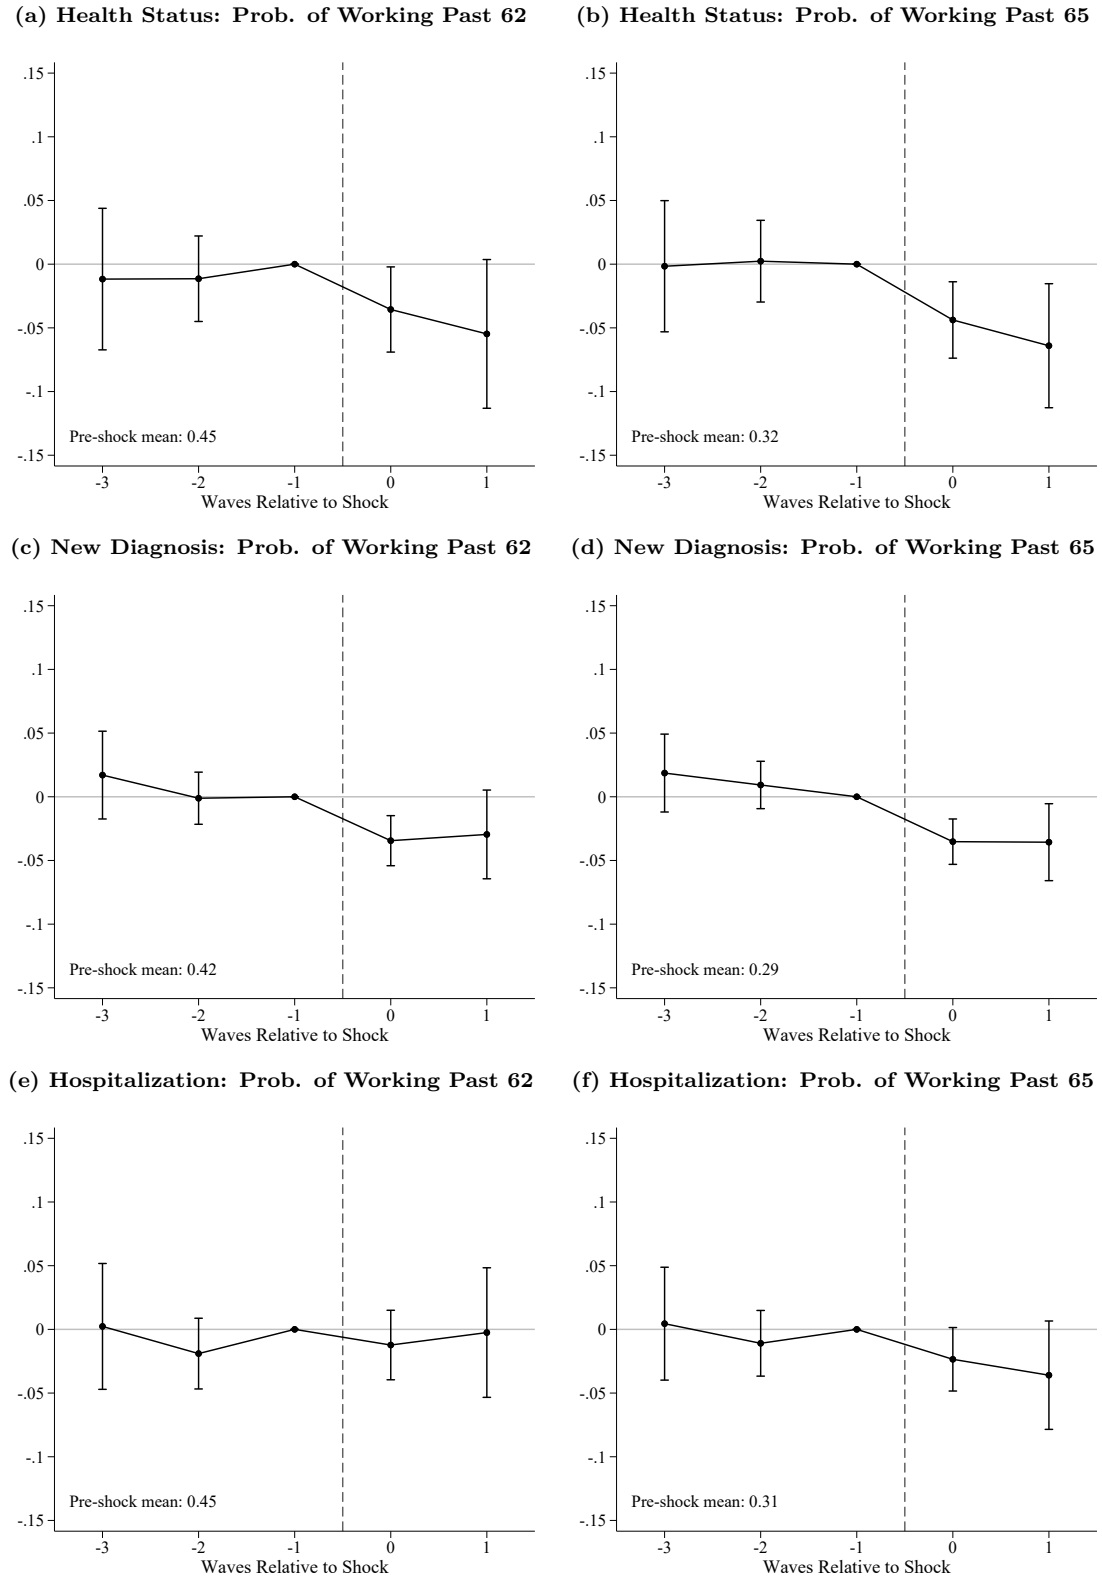 (a) Health Status: Prob. of Working Past 62
.15
.1
.05
0
-.05
-.1
-.15
Pre-shock mean: 0.45
-3 -2 -1 0 1
Waves Relative to Shock
(b) Health Status: Prob. of Working Past 65
.15
.1
.05
0
-.05
-.1
-.15
Pre-shock mean: 0.32
-3 -2 -1 0 1
Waves Relative to Shock
(c) New Diagnosis: Prob. of Working Past 62
.15
.1
.05
0
-.05
-.1
-.15
Pre-shock mean: 0.42
-3 -2 -1 0 1
Waves Relative to Shock
(d) New Diagnosis: Prob. of Working Past 65
.15
.1
.05
0
-.05
-.1
-.15
Pre-shock mean: 0.29
-3 -2 -1 0 1
Waves Relative to Shock
(e) Hospitalization: Prob. of Working Past 62
.15
.1
.05
0
-.05
-.1
-.15
Pre-shock mean: 0.45
-3 -2 -1 0 1
Waves Relative to Shock
(f) Hospitalization: Prob. of Working Past 65
.15
.1
.05
0
-.05
-.1
-.15
Pre-shock mean: 0.31
-3 -2 -1 0 1
Waves Relative to Shock